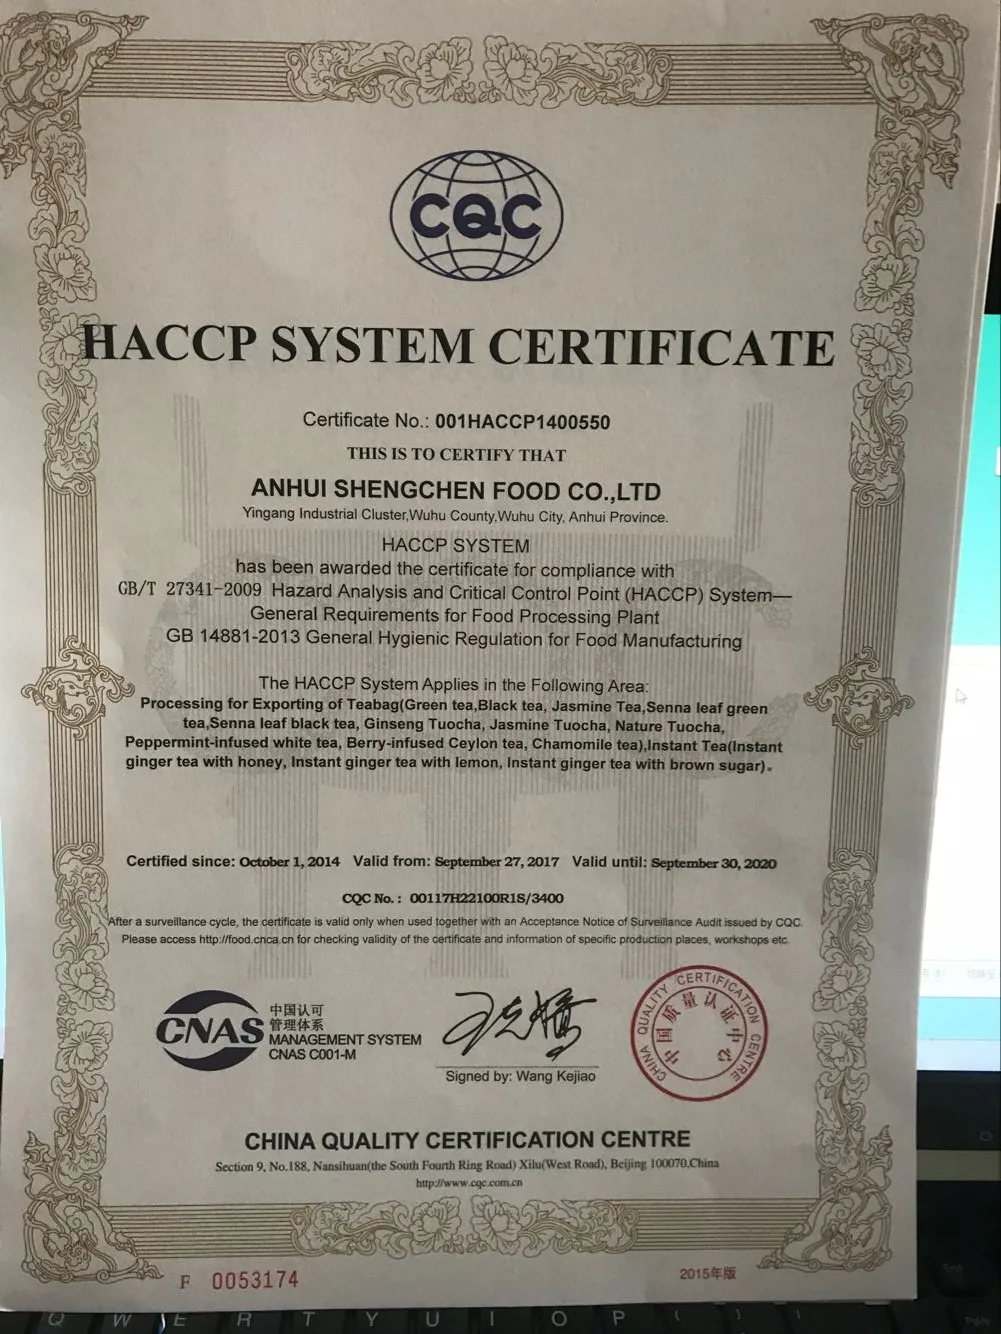 CQC
HACCP SYSTEM CERTIFICATE
Certificate No.: 001HACCP1400550
THIS IS TO CERTIFY THAT
ANHUI SHENGCHEN FOOD CO.,LTD
Yingang Industrial Cluster,Wuhu County,Wuhu City, Anhui Province.
HACCP SYSTEM
has been awarded the certificate for compliance with
GB/T 27341-2009 Hazard Analysis and Critical Control Point (HACCP) System—
General Requirements for Food Processing Plant
GB 14881-2013 General Hygienic Regulation for Food Manufacturing
The HACCP System Applies in the Following Area:
Processing for Exporting of Teabag(Green tea,Black tea, Jasmine Tea,Senna leaf green
tea,Senna leaf black tea, Ginseng Tuocha, Jasmine Tuocha, Nature Tuocha,
Peppermint-infused white tea, Berry-infused Ceylon tea, Chamomile tea),Instant Tea(Instant
ginger tea with honey, Instant ginger tea with lemon, Instant ginger tea with brown sugar)。
Certified since: October 1, 2014 Valid from: September 27, 2017 Valid until: September 30, 2020
CQC No. : 00117H22100R1S/3400
After a surveillance cycle, the certificate is valid only when used together with an Acceptance Notice of Surveillance Audit issued by CQC.
Please access http://food.cnca.cn for checking validity of the certificate and information of specific production places, workshops etc.
CNAS
中国认可
管理体系
MANAGEMENT SYSTEM
CNAS C001-M
Signed by: Wang Kejiao
CHINA QUALITY CERTIFICATION CENTRE
中国质量认证中心
CHINA QUALITY CERTIFICATION CENTRE
Section 9, No.188, Nansihuan(the South Fourth Ring Road) Xilu(West Road), Beijing 100070,China
http://www.cqc.com.cn
F 0053174
2015年版
Q W E R T Y U I O P